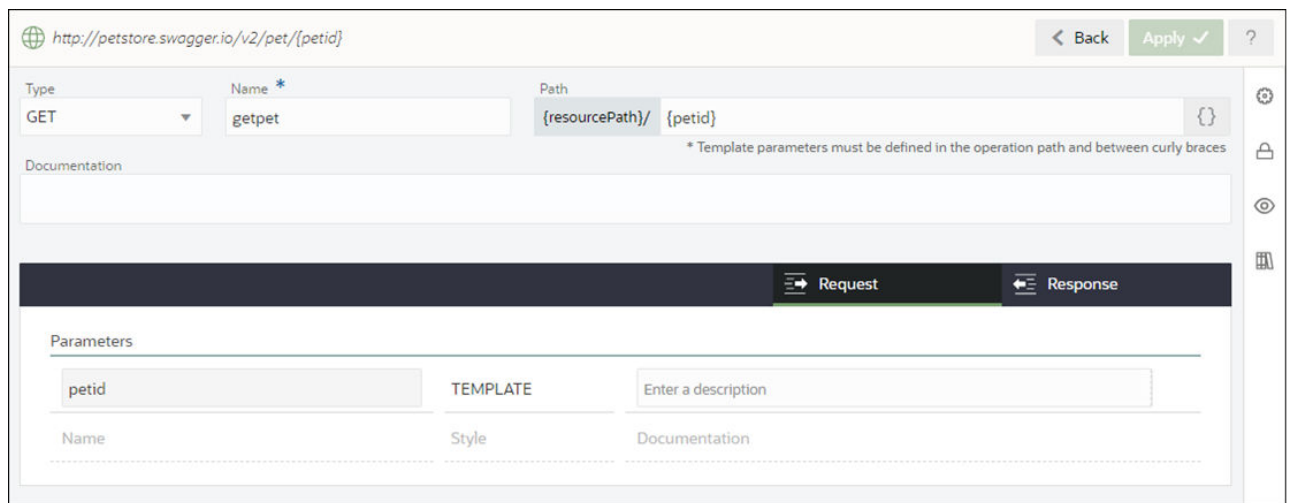 http://petstore.swagger.io/v2/pet/{petid}
Back
Apply
?
Type
Name *
Path
GET
getpet
{resourcePath}/
{petid}
{}
* Template parameters must be defined in the operation path and between curly braces
Documentation
Request
Response
Parameters
petid
TEMPLATE
Enter a description
Name
Style
Documentation